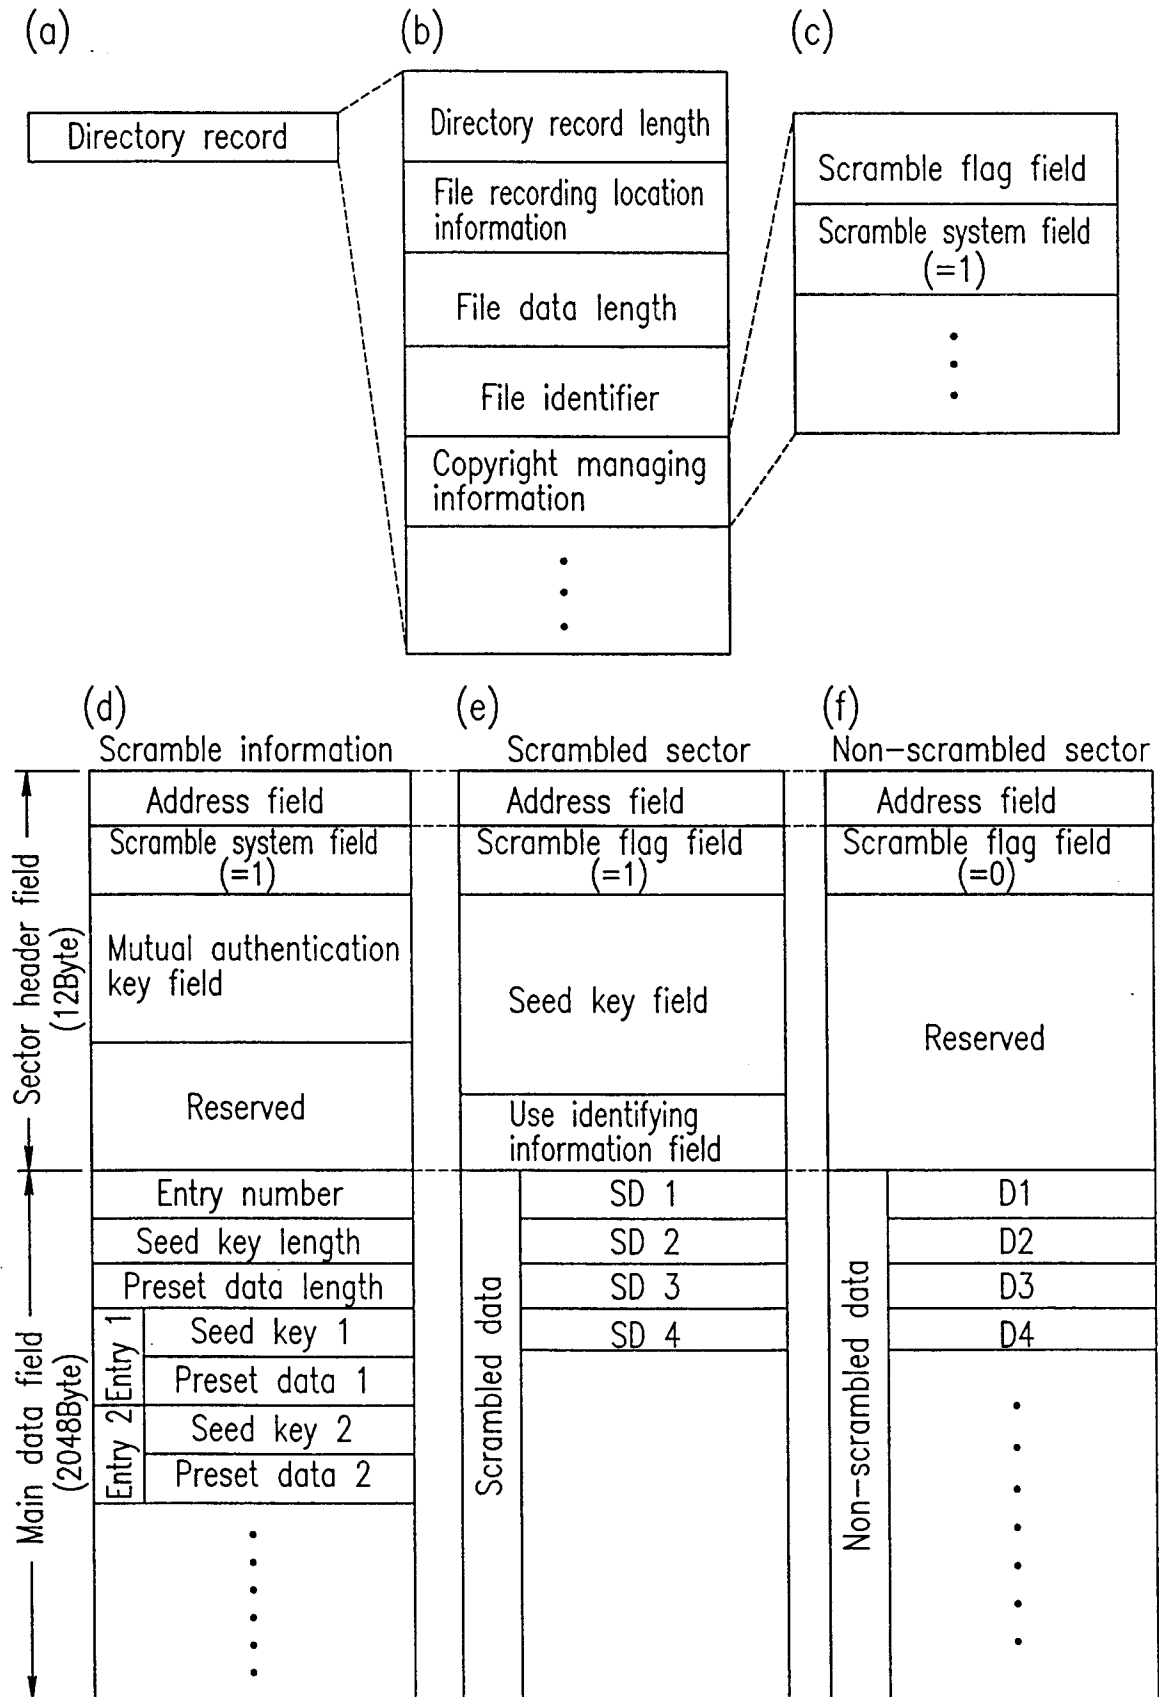 (a)
Directory record
(b)
Directory record length
File recording location
information
File data length
File identifier
Copyright managing
information
(c)
Scramble flag field
Scramble system field
(=1)
(d)
Scramble information
Address field
Scramble system field
(=1)
Mutual authentication
key field
Reserved
Entry number
Seed key length
Preset data length
Entry 1
Seed key 1
Preset data 1
Entry 2
Seed key 2
Preset data 2
Sector header field
(12Byte)
Main data field
(2048Byte)
(e)
Scrambled sector
Address field
Scramble flag field
(=1)
Seed key field
Use identifying
information field
Scrambled data
SD 1
SD 2
SD 3
SD 4
(f)
Non-scrambled sector
Address field
Scramble flag field
(=0)
Reserved
Non-scrambled data
D1
D2
D3
D4